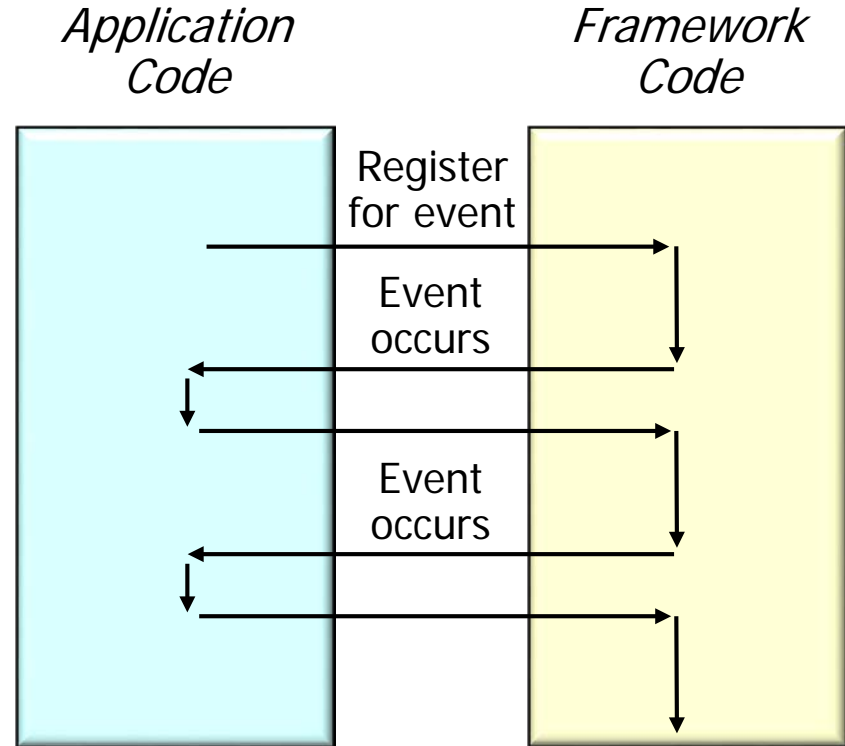 Application
Code
Framework
Code
Register
for event
Event
occurs
Event
occurs